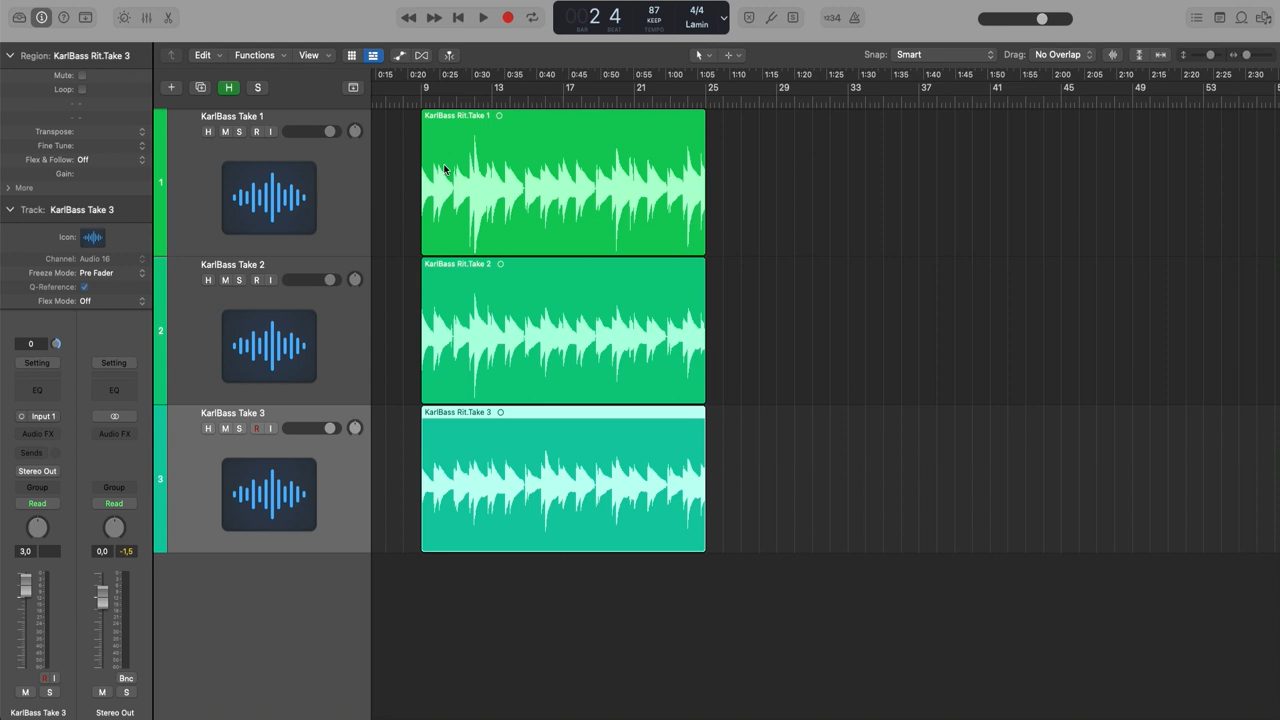 00 2 4
BAR BEAT
87
KEEP
TEMPO
4/4
Lamin
1234
Region: KarlBass Rit.Take 3
Mute:
Loop:
- -
- -
Transpose:
Fine Tune:
Flex & Follow: Off
Gain:
More
Track: KarlBass Take 3
Icon:
Channel: Audio 16
Freeze Mode: Pre Fader
Q-Reference:
Flex Mode: Off
0
Setting Setting
EQ EQ
Input 1
Audio FX Audio FX
Sends
Stereo Out
Group Group
Read Read
3,0 0,0 -1,5
R I Bnc
M S M S
KarlBass Take 3 Stereo Out
Edit Functions View
Snap: Smart Drag: No Overlap
H S
0:15 0:20 0:25 0:30 0:35 0:40 0:45 0:50 0:55 1:00 1:05 1:10 1:15 1:20 1:25 1:30 1:35 1:40 1:45 1:50 1:55 2:00 2:05 2:10 2:15 2:20 2:25 2:30
9 13 17 21 25 29 33 37 41 45 49 53
1
KarlBass Take 1
H M S R I
KarlBass Rit.Take 1
2
KarlBass Take 2
H M S R I
KarlBass Rit.Take 2
3
KarlBass Take 3
H M S R I
KarlBass Rit.Take 3